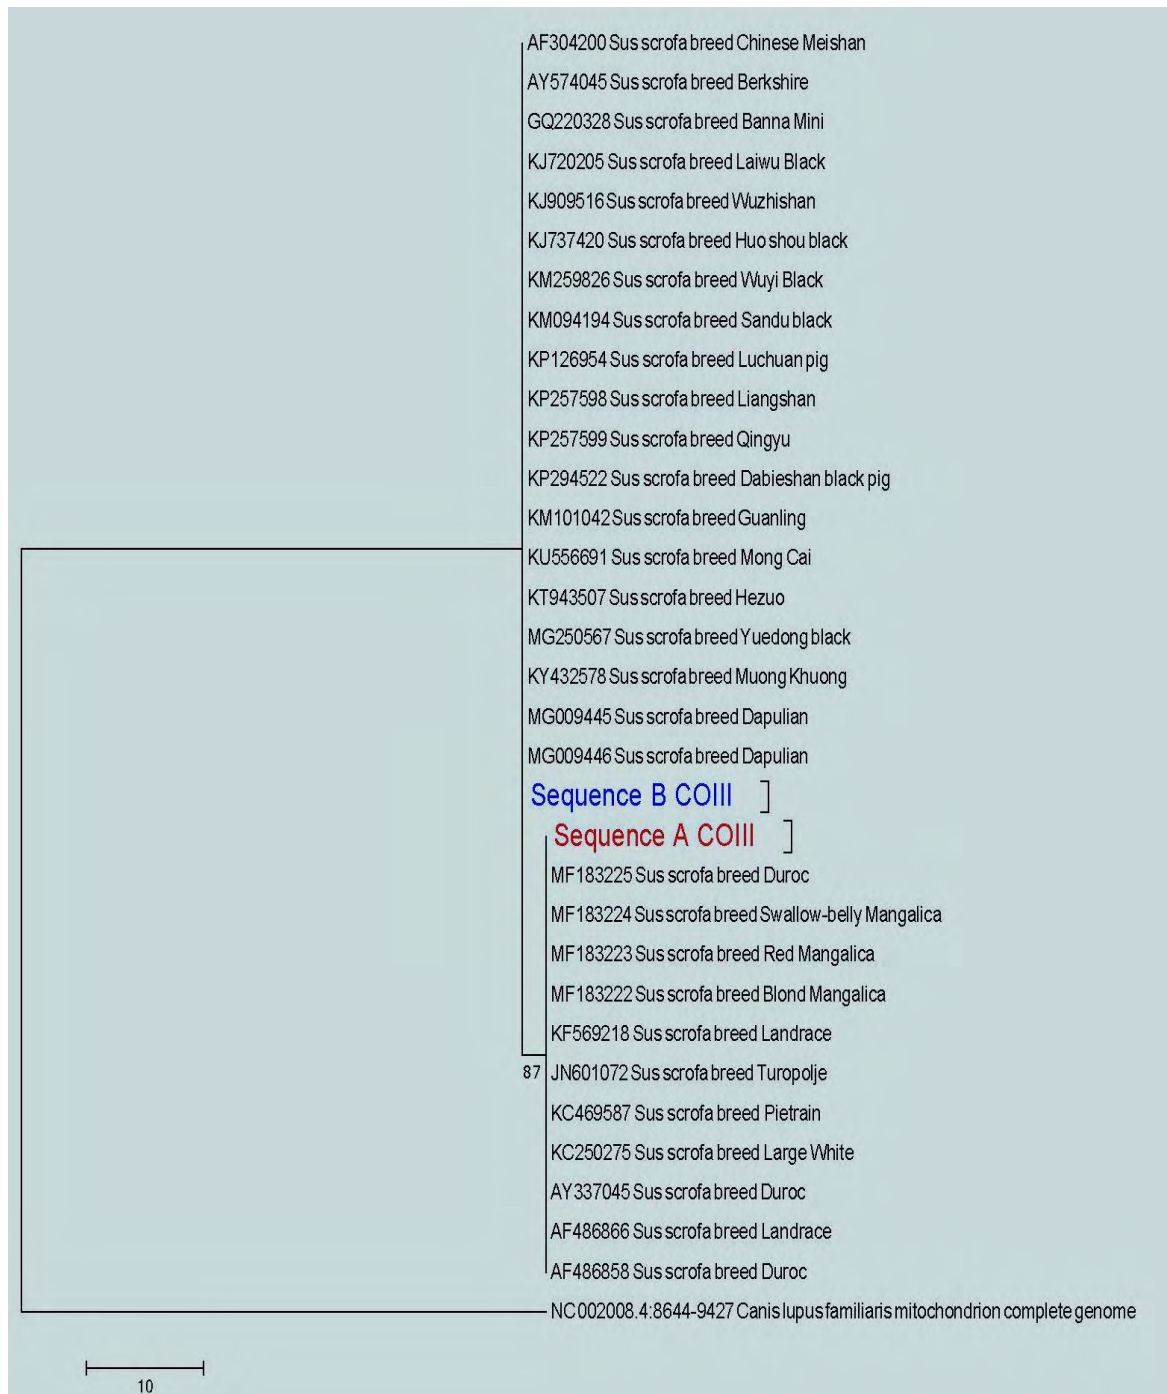 AF304200 Sus scrofa breed Chinese Meishan
AY574045 Sus scrofa breed Berkshire
GQ220328 Sus scrofa breed Banna Mini
KJ720205 Sus scrofa breed Laiwu Black
KJ909516 Sus scrofa breed Wuzhishan
KJ737420 Sus scrofa breed Huo shou black
KM259826 Sus scrofa breed Wuyi Black
KM094194 Sus scrofa breed Sandu black
KP126954 Sus scrofa breed Luchuan pig
KP257598 Sus scrofa breed Liangshan
KP257599 Sus scrofa breed Qingyu
KP294522 Sus scrofa breed Dabieshan black pig
KM101042 Sus scrofa breed Guanling
KU556691 Sus scrofa breed Mong Cai
KT943507 Sus scrofa breed Hezuo
MG250567 Sus scrofa breed Yuedong black
KY432578 Sus scrofa breed Muong Khuong
MG009445 Sus scrofa breed Dapulian
MG009446 Sus scrofa breed Dapulian
Sequence B COIII
Sequence A COIII
MF183225 Sus scrofa breed Duroc
MF183224 Sus scrofa breed Swallow-belly Mangalica
MF183223 Sus scrofa breed Red Mangalica
MF183222 Sus scrofa breed Blond Mangalica
KF569218 Sus scrofa breed Landrace
87 JN601072 Sus scrofa breed Turopolje
KC469587 Sus scrofa breed Pietrain
KC250275 Sus scrofa breed Large White
AY337045 Sus scrofa breed Duroc
AF486866 Sus scrofa breed Landrace
AF486858 Sus scrofa breed Duroc
NC002008.4:8644-9427 Canis lupus familiaris mitochondrion complete genome
10